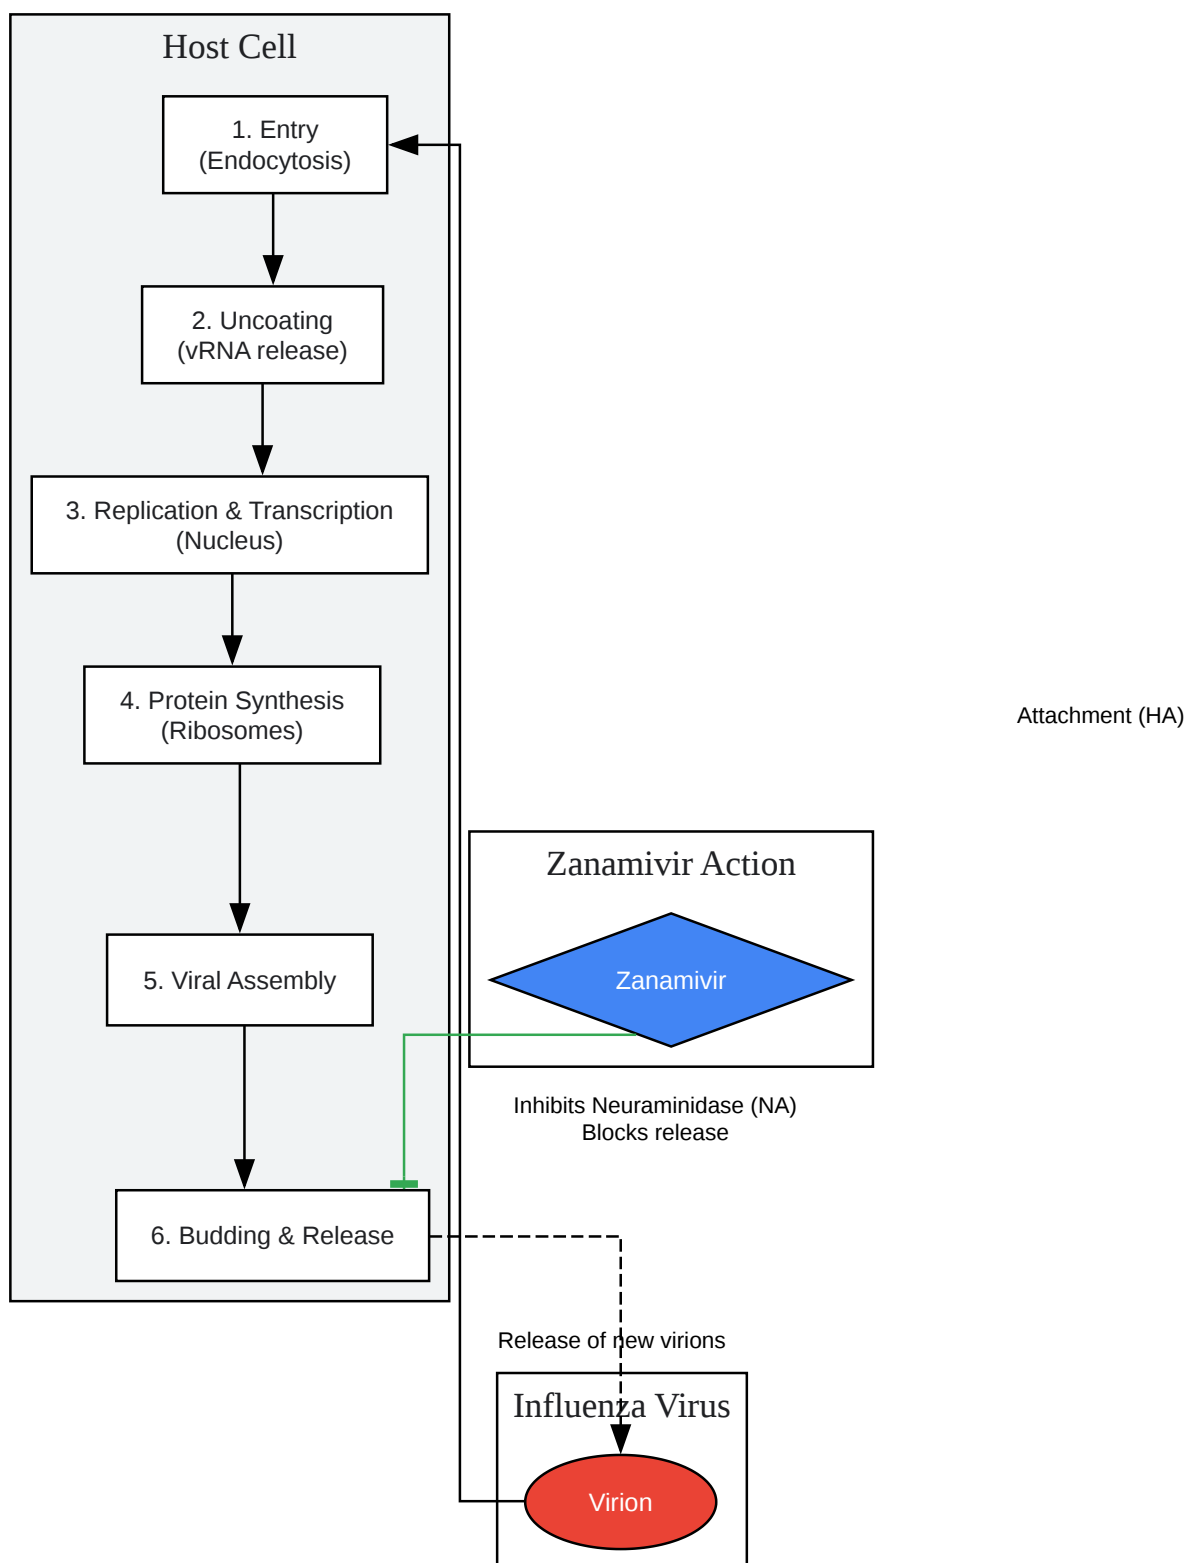 Host Cell
1. Entry
(Endocytosis)
2. Uncoating
(vRNA release)
3. Replication & Transcription
(Nucleus)
4. Protein Synthesis
(Ribosomes)
Attachment (HA)
Zanamivir Action
Zanamivir
5. Viral Assembly
Inhibits Neuraminidase (NA)
Blocks release
6. Budding & Release
Release of new virions
Influenza Virus
Virion